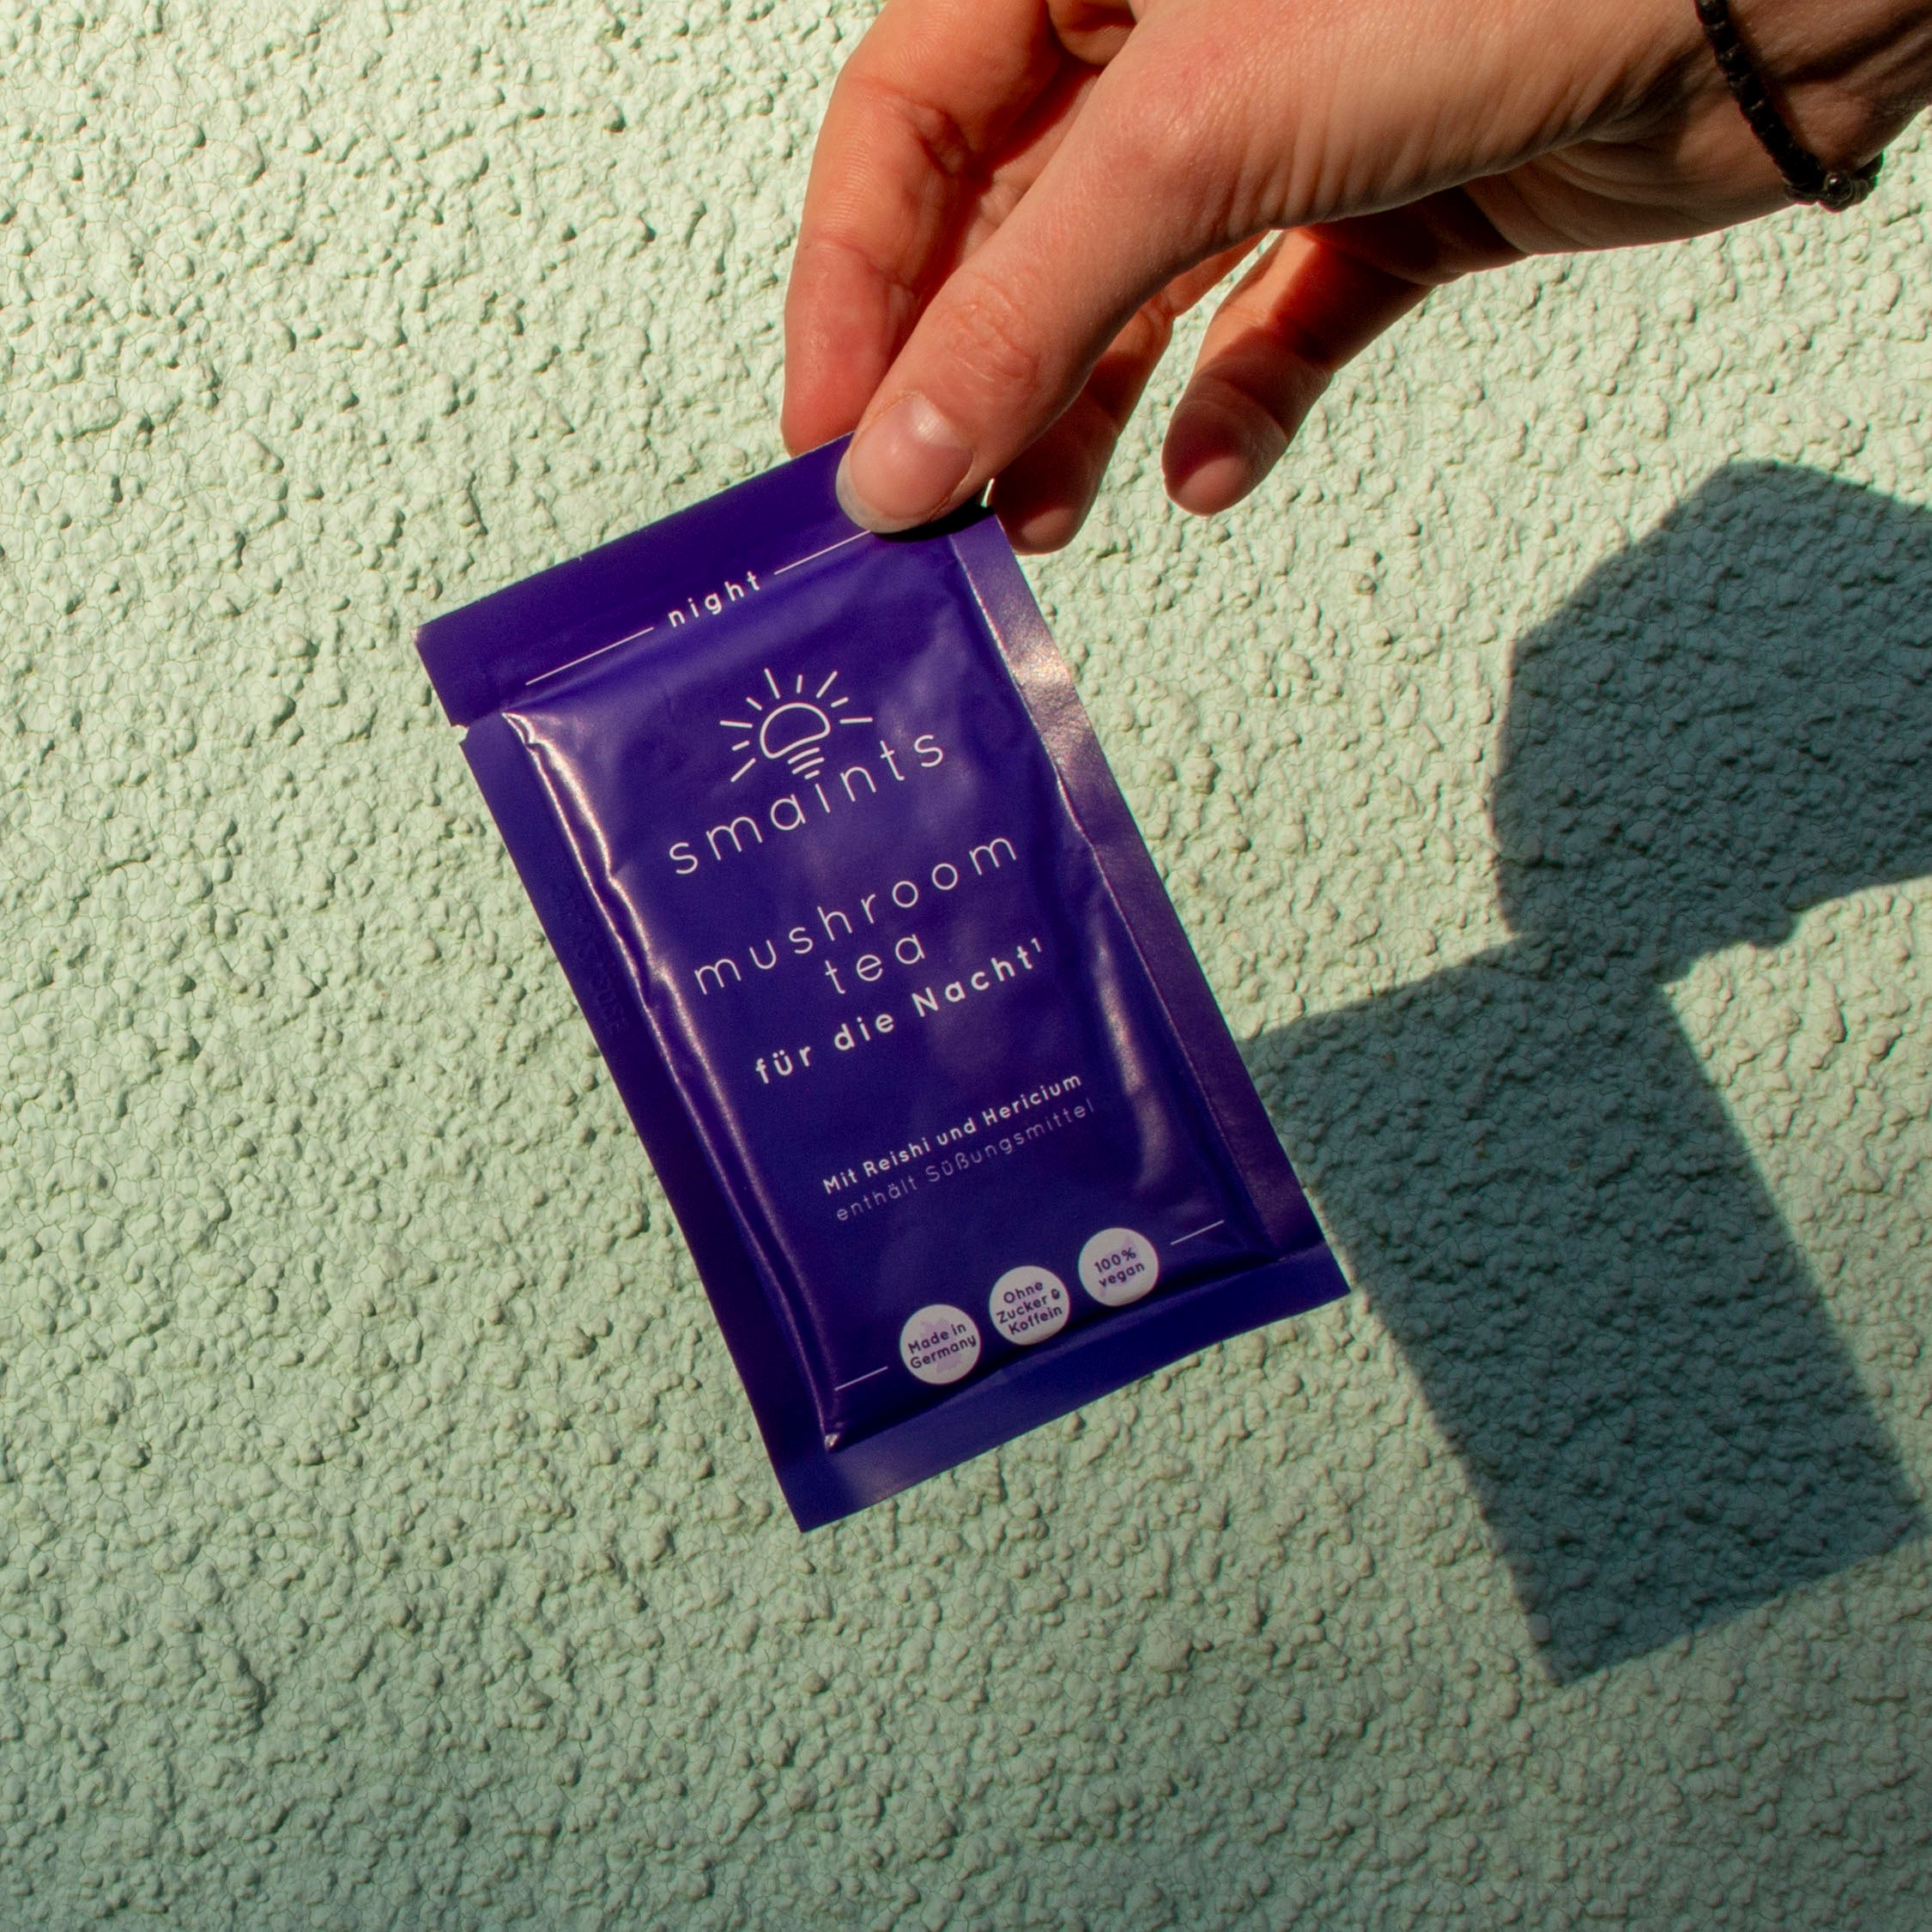 night
smaints
mushroom
tea
für die Nacht¹
Mit Reishi und Hericium
enthält Süßungsmittel
Made in
Germany
Ohne
Zucker &
Koffein
100%
vegan